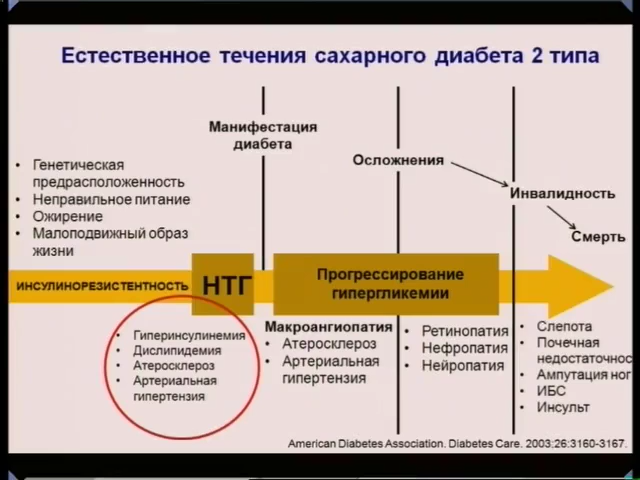 Естественное течения сахарного диабета 2 типа
Манифестация
диабета
Осложнения
Инвалидность
Смерть
• Генетическая
предрасположенность
• Неправильное питание
• Ожирение
• Малоподвижный образ
жизни
ИНСУЛИНОРЕЗИСТЕНТНОСТЬ
НТГ
Прогрессирование
гипергликемии
• Гиперинсулинемия
• Дислипидемия
• Атеросклероз
• Артериальная
гипертензия
Макроангиопатия
• Атеросклероз
• Артериальная
гипертензия
• Ретинопатия
• Нефропатия
• Нейропатия
• Слепота
• Почечная
недостаточнос
• Ампутация ног
• ИБС
• Инсульт
American Diabetes Association. Diabetes Care. 2003;26:3160-3167.